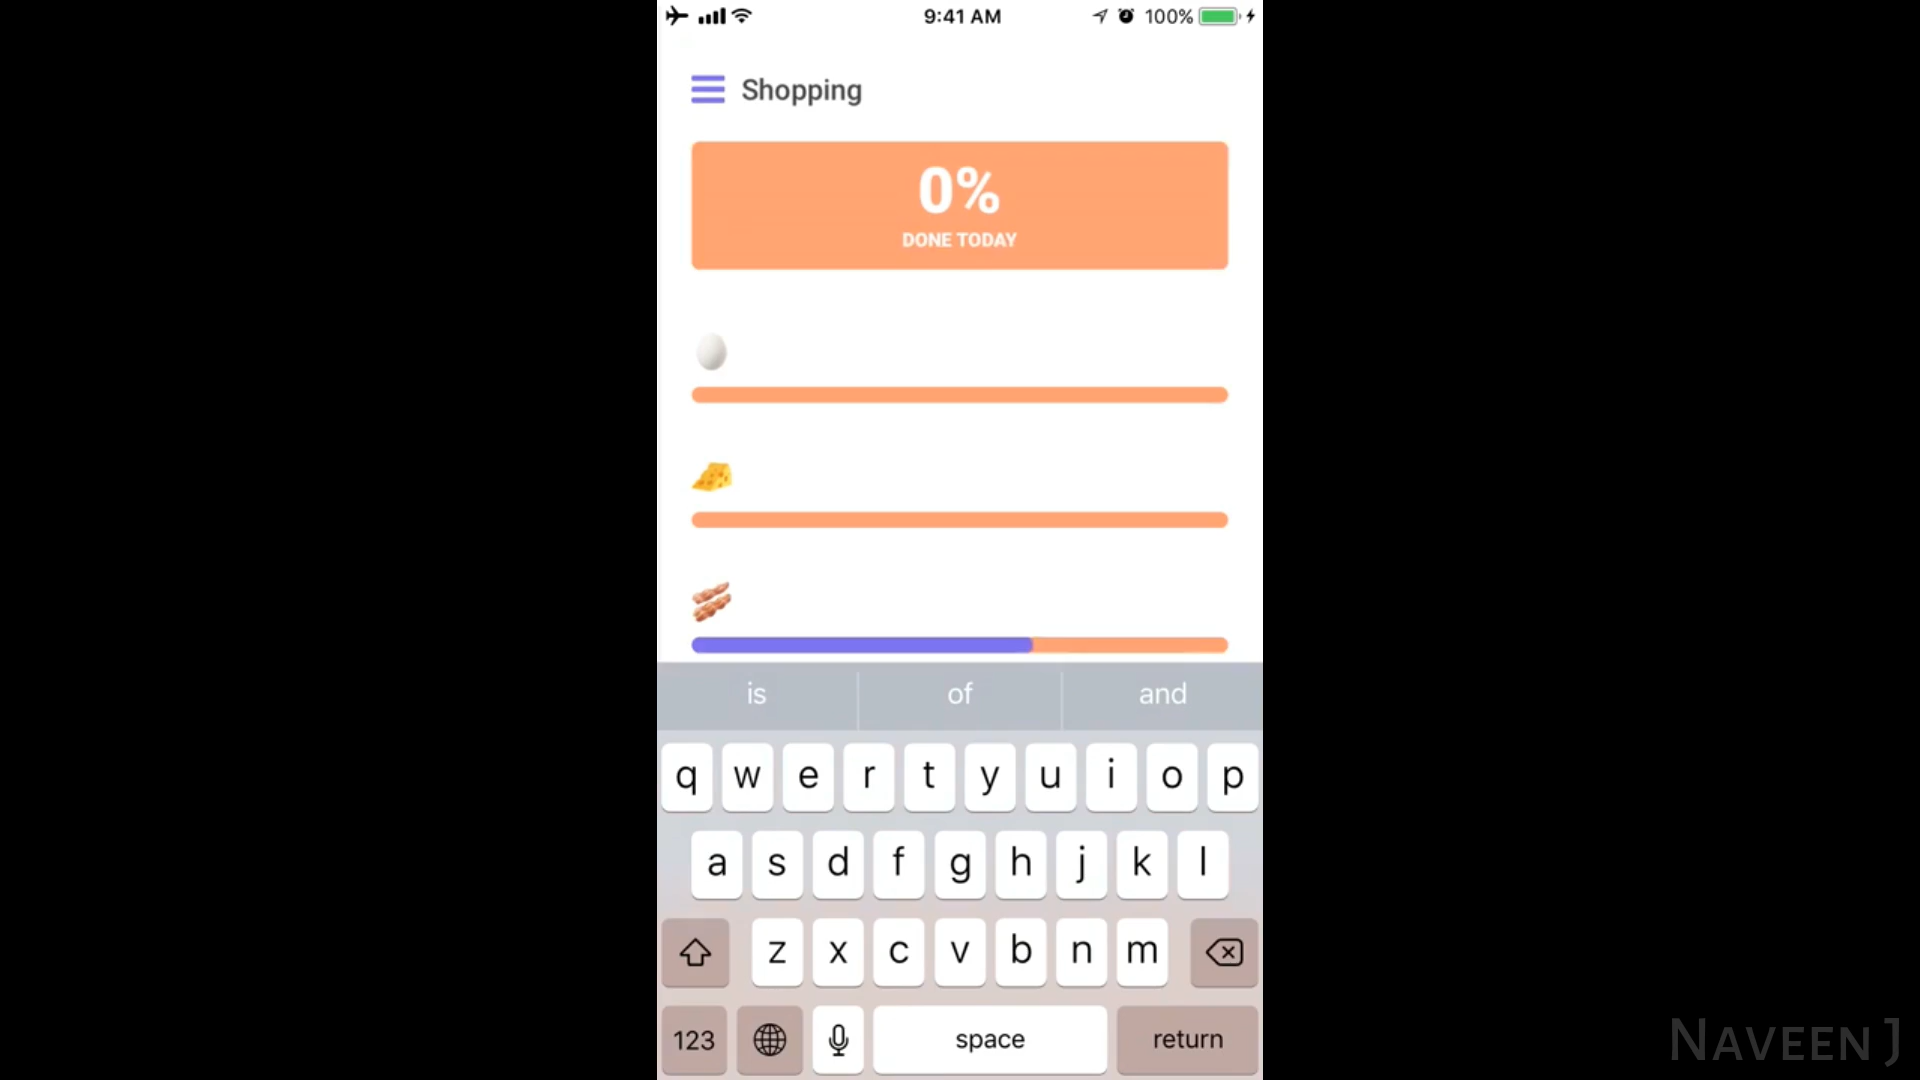 9:41 AM
100%
Shopping
0%
DONE TODAY
is of and
q w e r t y u i o p
a s d f g h j k l
z x c v b n m
123 space return
NAVEEN J